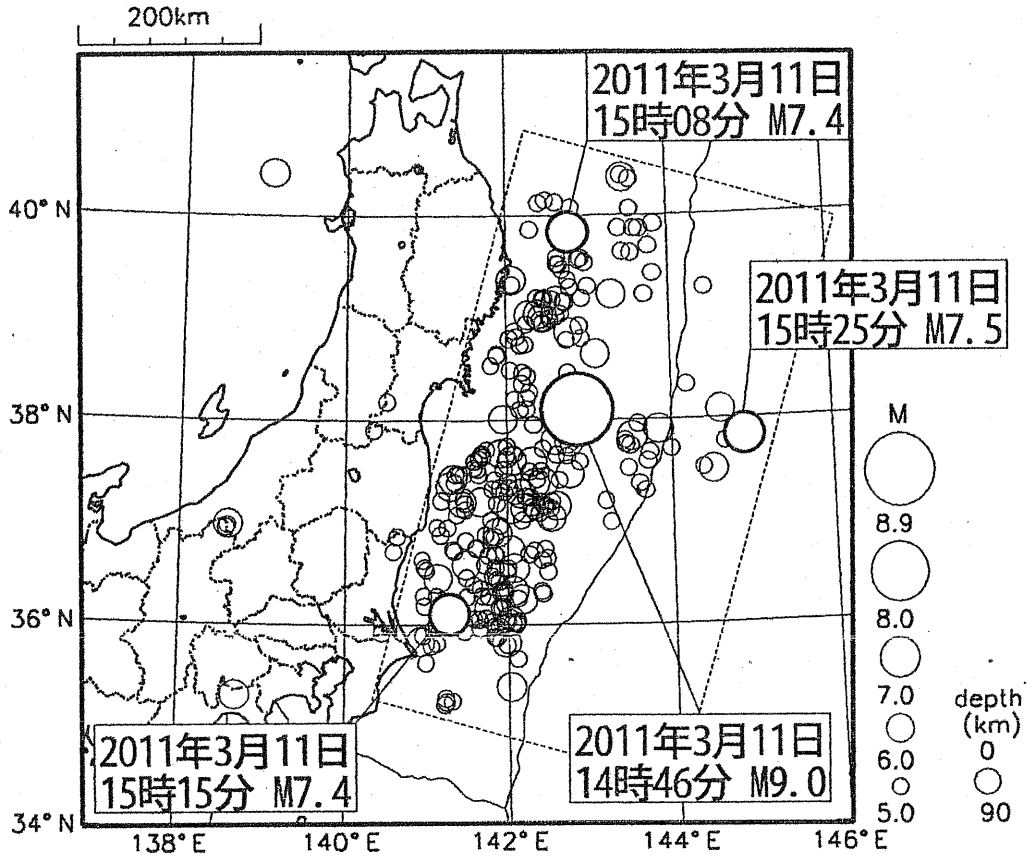 200km
2011年3月11日
15時08分 M7.4
40°N
2011年3月11日
15時25分 M7.5
38°N
M
8.9
8.0
36°N
7.0
depth
(km)
0
6.0
90
5.0
2011年3月11日
15時15分 M7.4
2011年3月11日
14時46分 M9.0
34°N
138°E
140°E
142°E
144°E
146°E